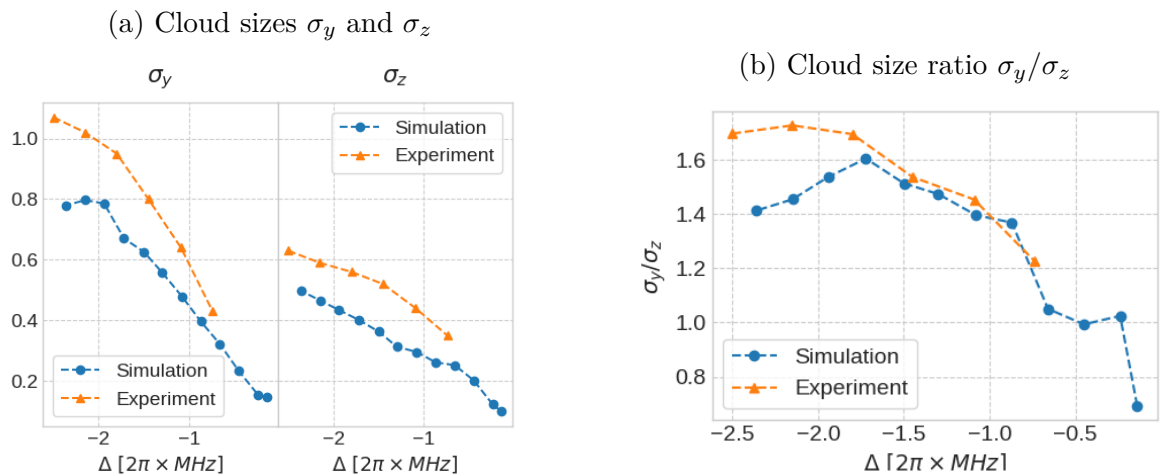 (a) Cloud sizes σy and σz
σy
σz
1.0
0.8
0.6
0.4
0.2
Simulation
Experiment
Simulation
Experiment
−2
−1
−2
−1
Δ [2π × MHz]
Δ [2π × MHz]
(b) Cloud size ratio σy/σz
σy/σz
1.6
1.4
1.2
1.0
0.8
Simulation
Experiment
−2.5
−2.0
−1.5
−1.0
−0.5
Δ [2π × MHz]